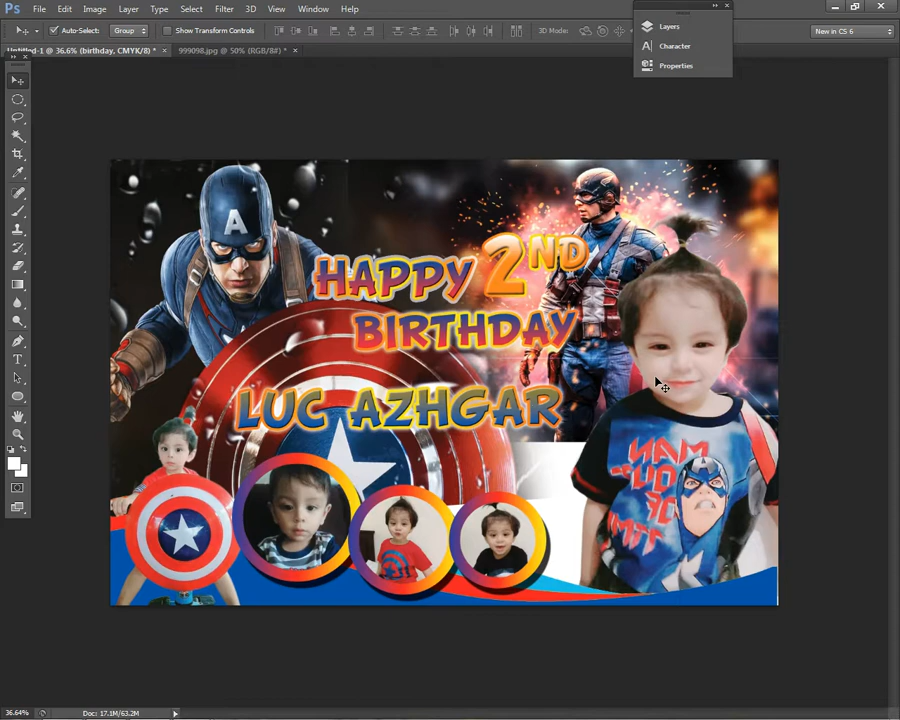 Ps File Edit Image Layer Type Select Filter 3D View Window Help
Auto-Select: Group Show Transform Controls 3D Mode: New in CS 6
Untitled-1 @ 36.6% (birthday, CMYK/8) * × 999098.jpg @ 50% (RGB/8#) * ×
Layers
Character
Properties
A
HAPPY 2ND
BIRTHDAY
LUC AZHGAR
36.64% Doc: 17.1M/63.2M